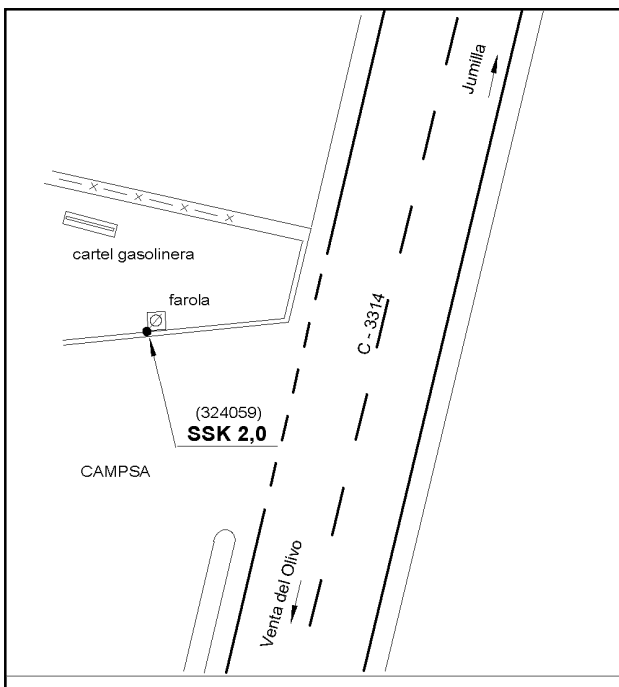 Jumilla
cartel gasolinera
farola
C - 3314
(324059)
SSK 2,0
CAMPSA
Venta del Olivo